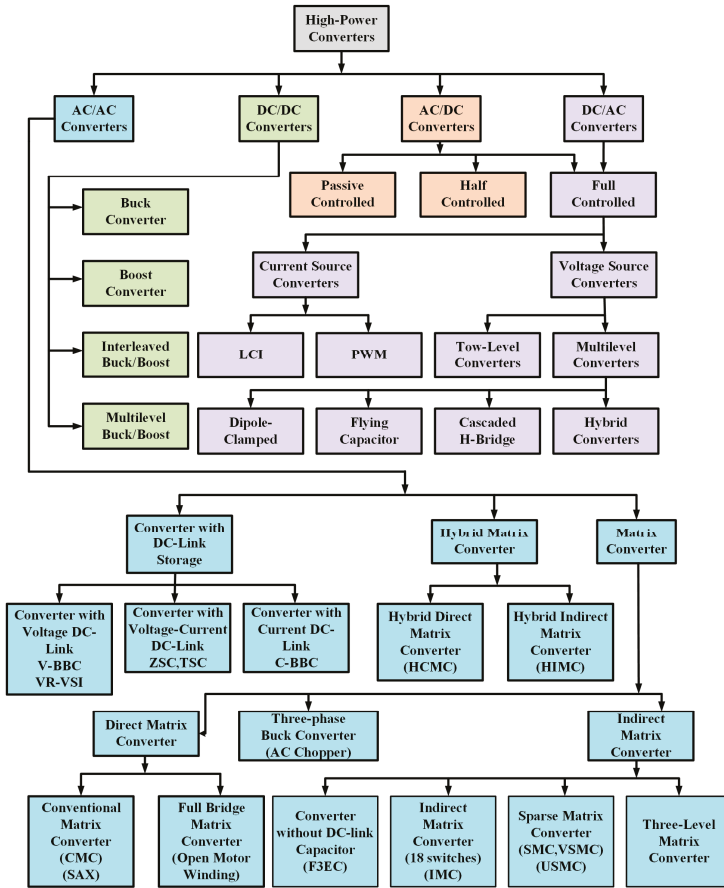 High-Power
Converters
AC/AC
Converters
DC/DC
Converters
AC/DC
Converters
DC/AC
Converters
Passive
Controlled
Half
Controlled
Full
Controlled
Buck
Converter
Current Source
Converters
Voltage Source
Converters
Boost
Converter
Interleaved
Buck/Boost
LCI
PWM
Tow-Level
Converters
Multilevel
Converters
Multilevel
Buck/Boost
Dipole-
Clamped
Flying
Capacitor
Cascaded
H-Bridge
Hybrid
Converters
Converter with
DC-Link
Storage
Hybrid Matrix
Converter
Matrix
Converter
Converter with
Voltage DC-
Link
V-BBC
VR-VSI
Converter with
Voltage-Current
DC-Link
ZSC,TSC
Converter with
Current DC-
Link
C-BBC
Hybrid Direct
Matrix
Converter
(HCMC)
Hybrid Indirect
Matrix
Converter
(HIMC)
Direct Matrix
Converter
Three-phase
Buck Converter
(AC Chopper)
Indirect
Matrix
Converter
Conventional
Matrix
Converter
(CMC)
(SAX)
Full Bridge
Matrix
Converter
(Open Motor
Winding)
Converter
without DC-link
Capacitor
(F3EC)
Indirect
Matrix
Converter
(18 switches)
(IMC)
Sparse Matrix
Converter
(SMC,VSMC)
USMC)
Three-Level
Matrix
Converter